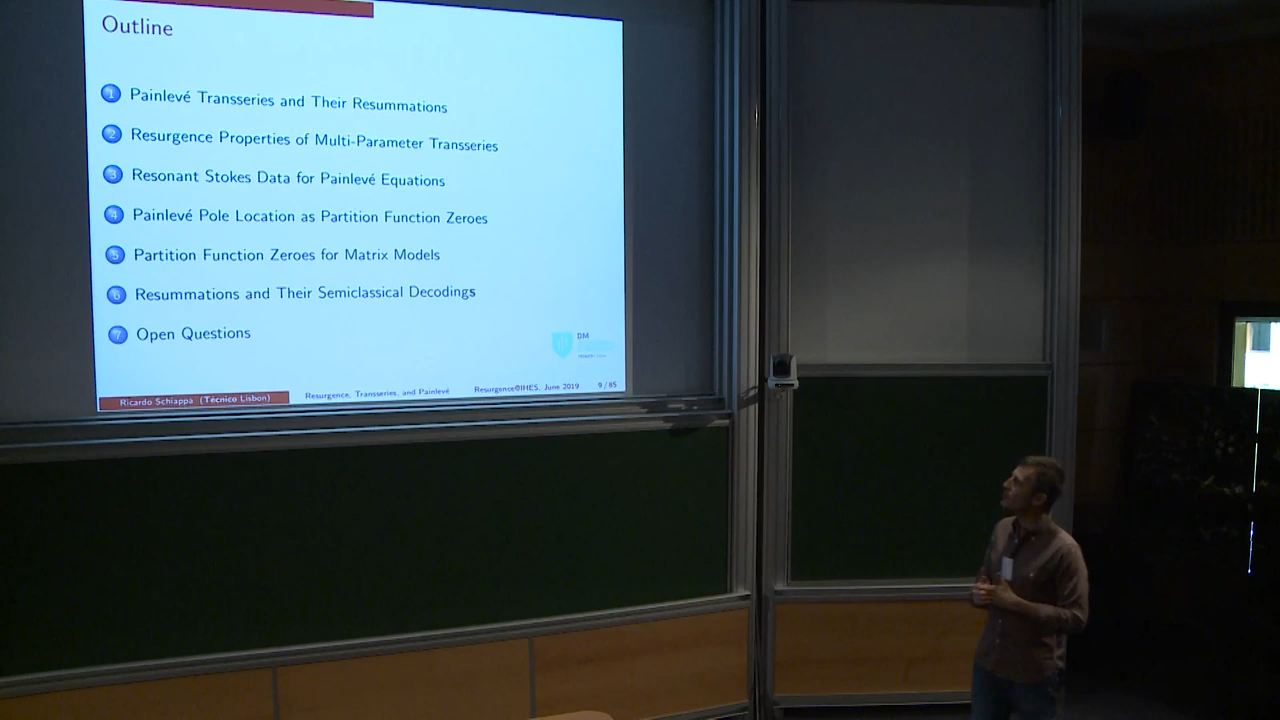 Outline
1 Painlevé Transseries and Their Resummations
2 Resurgence Properties of Multi-Parameter Transseries
3 Resonant Stokes Data for Painlevé Equations
4 Painlevé Pole Location as Partition Function Zeroes
5 Partition Function Zeroes for Matrix Models
6 Resummations and Their Semiclassical Decodings
7 Open Questions
DM
Ricardo Schiappa (Técnico Lisbon) Resurgence, Transseries, and Painlevé Resurgence@IHES, June 2019 9 / 85